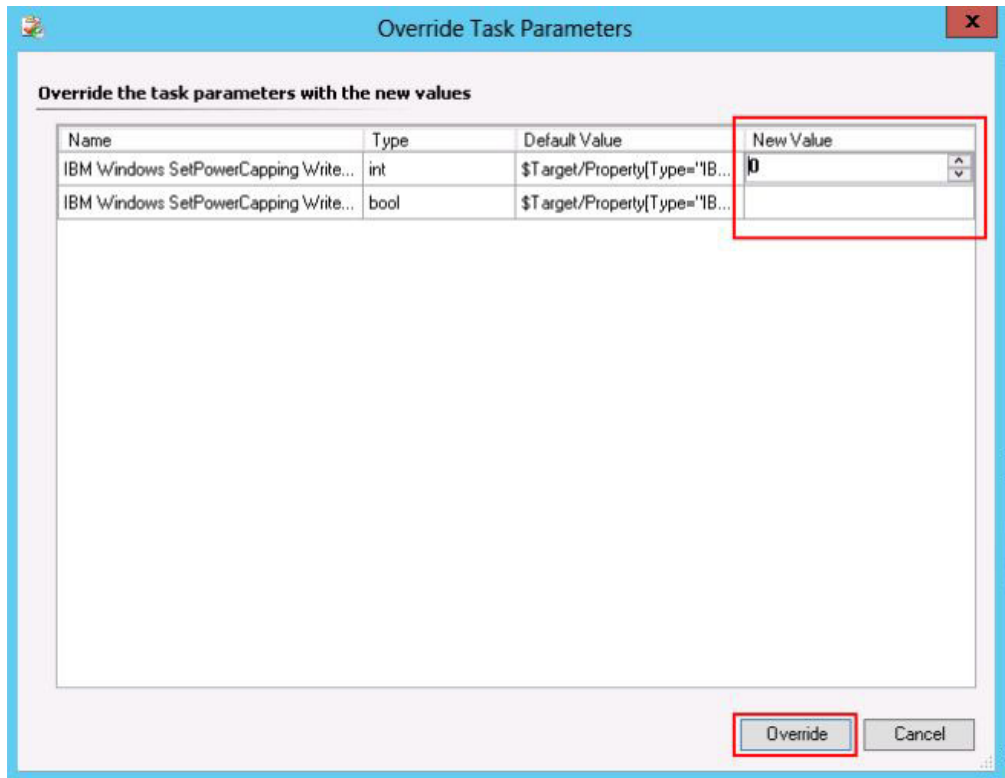 Override Task Parameters
x
Override the task parameters with the new values
Name Type Default Value New Value
IBM Windows SetPowerCapping Write... int $Target/Property[Type="IB... 0
IBM Windows SetPowerCapping Write... bool $Target/Property[Type="IB...
Override Cancel